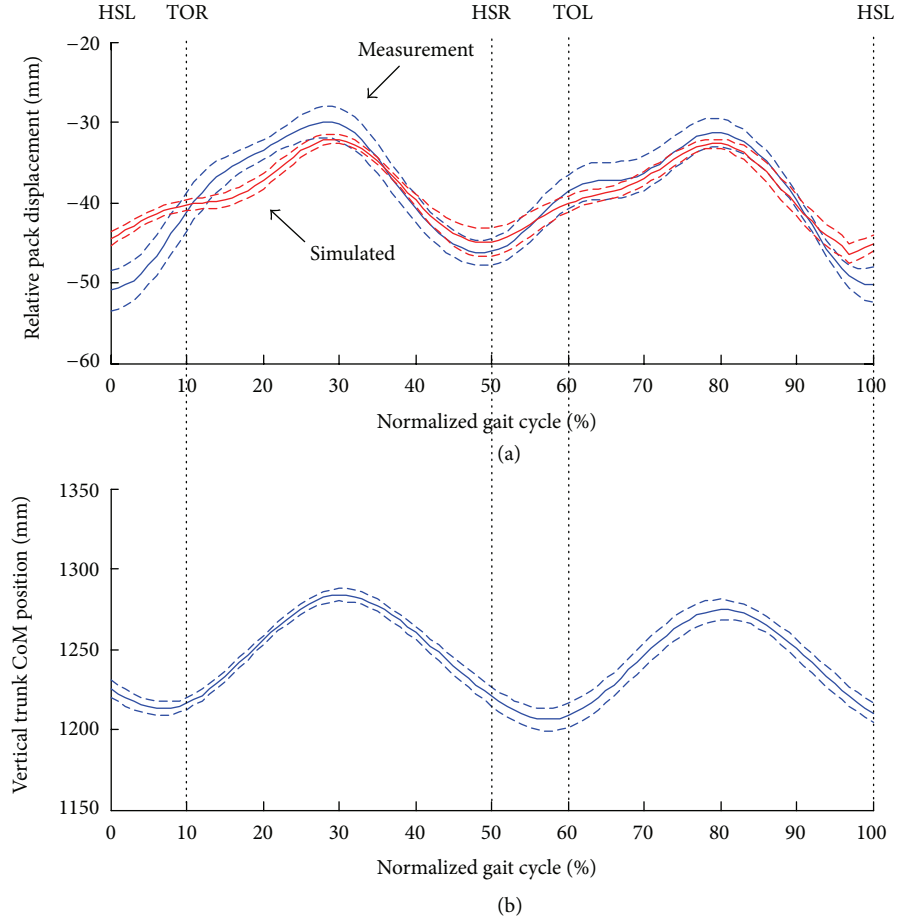 HSL TOR HSR TOL HSL
−20
−30
−40
−50
−60
Relative pack displacement (mm)
Measurement
Simulated
0 10 20 30 40 50 60 70 80 90 100
Normalized gait cycle (%)
(a)
1350
1300
1250
1200
1150
Vertical trunk CoM position (mm)
0 10 20 30 40 50 60 70 80 90 100
Normalized gait cycle (%)
(b)